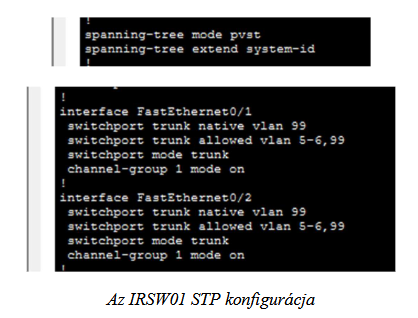 !
spanning-tree mode pvst
spanning-tree extend system-id
!
!
interface FastEthernet0/1
switchport trunk native vlan 99
switchport trunk allowed vlan 5-6,99
switchport mode trunk
channel-group 1 mode on
!
interface FastEthernet0/2
switchport trunk native vlan 99
switchport trunk allowed vlan 5-6,99
switchport mode trunk
channel-group 1 mode on
!
Az IRSW01 STP konfigurácja